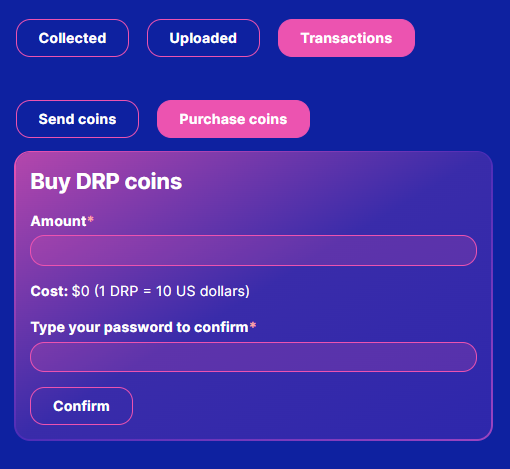 Collected Uploaded Transactions
Send coins Purchase coins
Buy DRP coins
Amount*
Cost: $0 (1 DRP = 10 US dollars)
Type your password to confirm*
Confirm